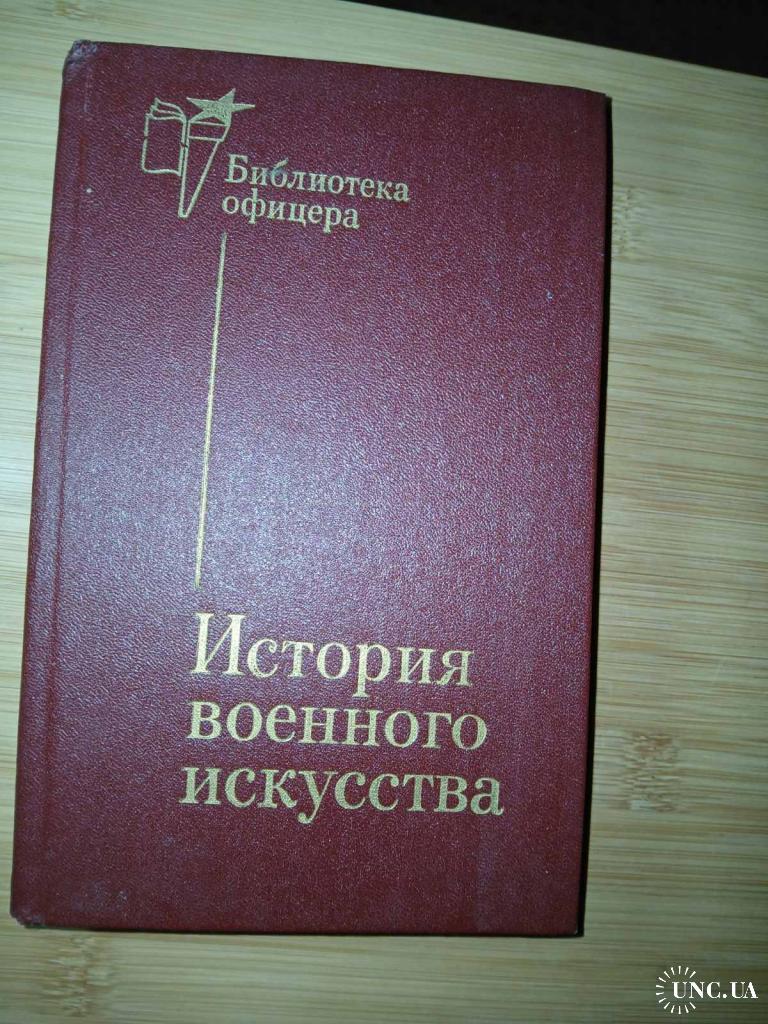 Библиотека
офицера
История
военного
искусства
UNC.UA